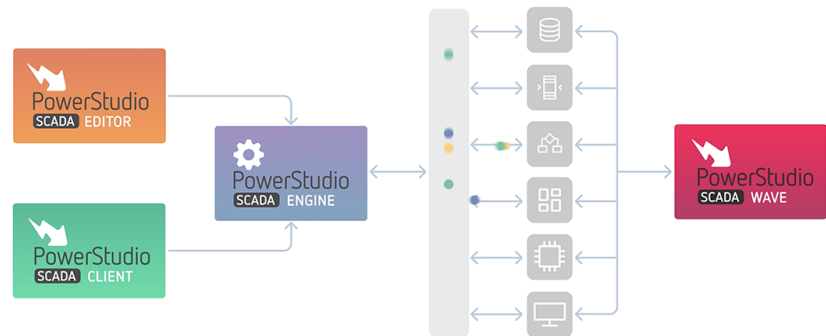 PowerStudio
SCADA EDITOR
PowerStudio
SCADA ENGINE
PowerStudio
SCADA CLIENT
PowerStudio
SCADA WAVE